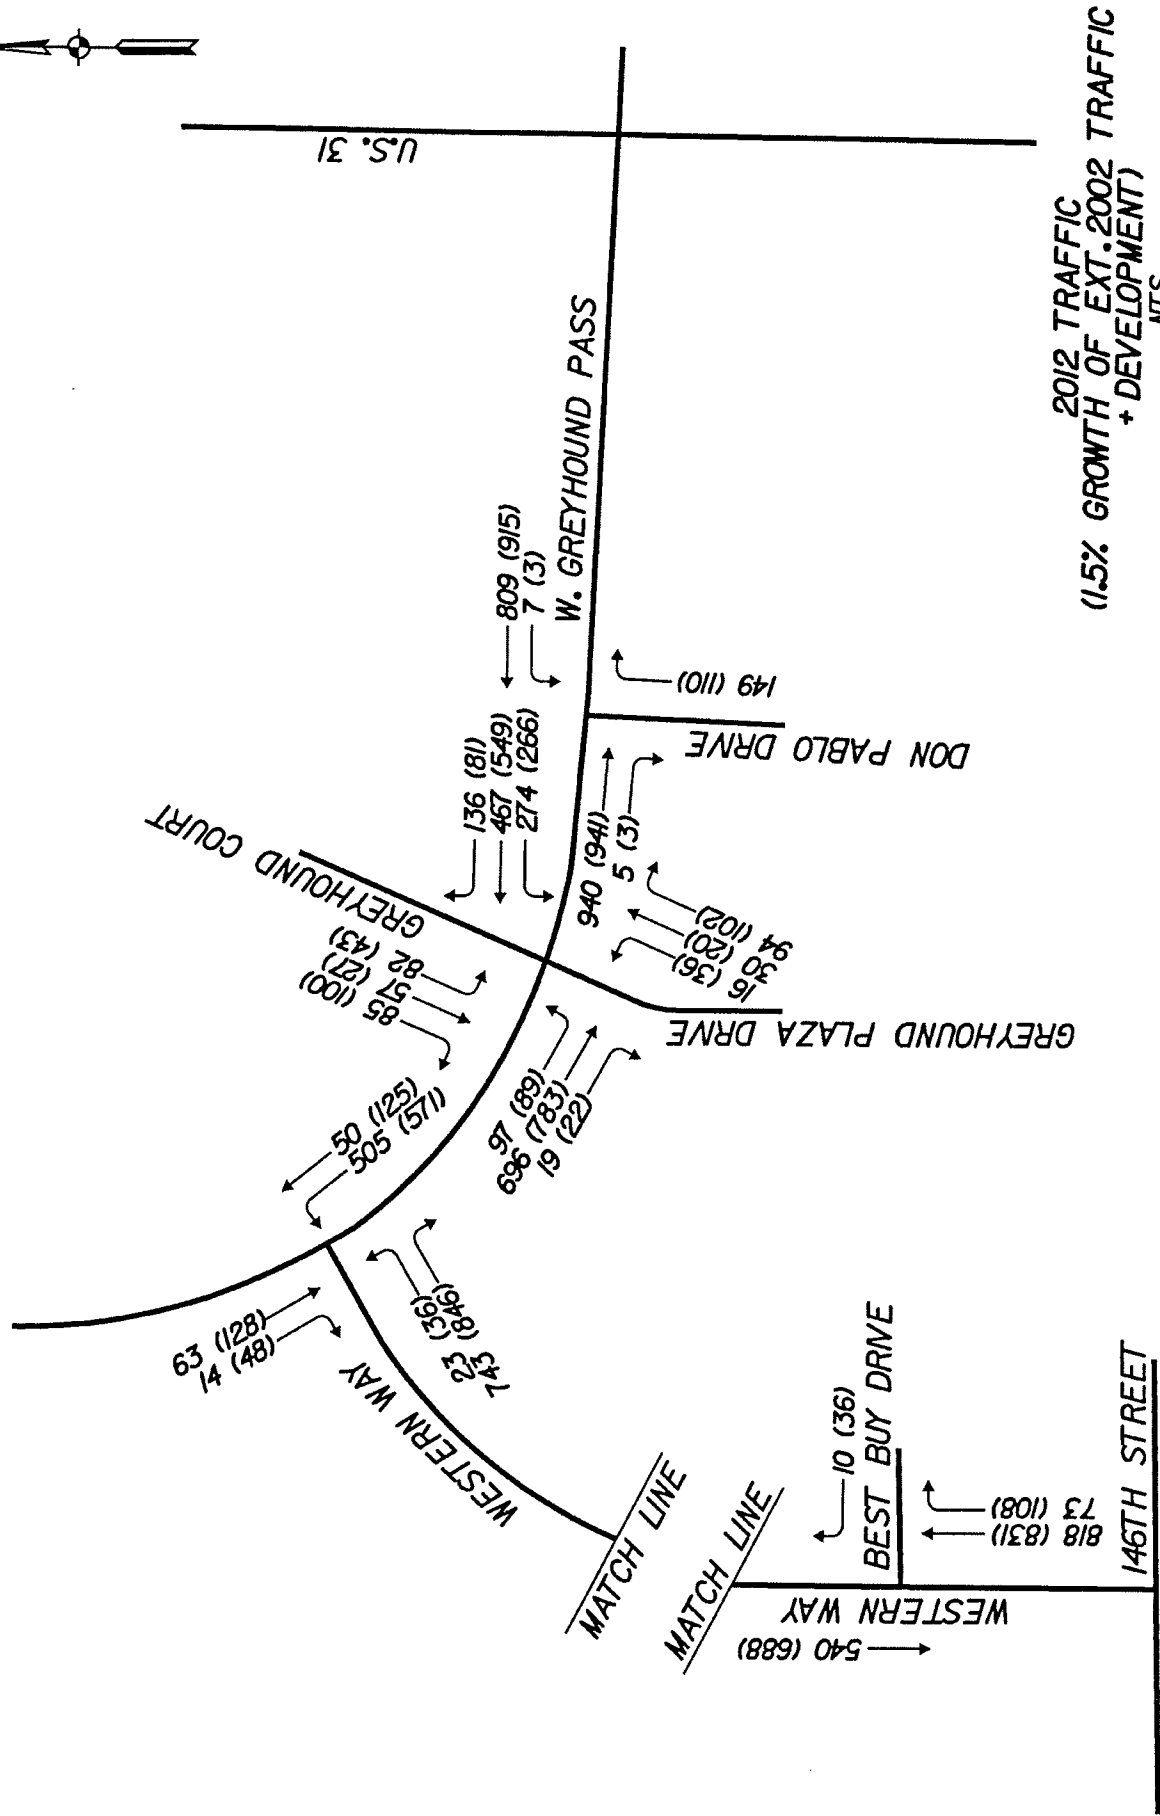 U.S. 31
W. GREYHOUND PASS
809 (915)
7 (3)
149 (110)
DON PABLO DRIVE
136 (81)
467 (549)
274 (266)
940 (941)
5 (3)
GREYHOUND COURT
82 (43)
57 (27)
85 (100)
16 (36)
30 (20)
94 (102)
GREYHOUND PLAZA DRIVE
97 (89)
696 (783)
19 (22)
50 (125)
505 (571)
63 (128)
14 (48)
23 (36)
743 (846)
WESTERN WAY
MATCH LINE
MATCH LINE
10 (36)
BEST BUY DRIVE
818 (831)
73 (108)
WESTERN WAY
540 (688)
146TH STREET
2012 TRAFFIC
(1.5% GROWTH OF EXT. 2002 TRAFFIC
+ DEVELOPMENT)
NTS